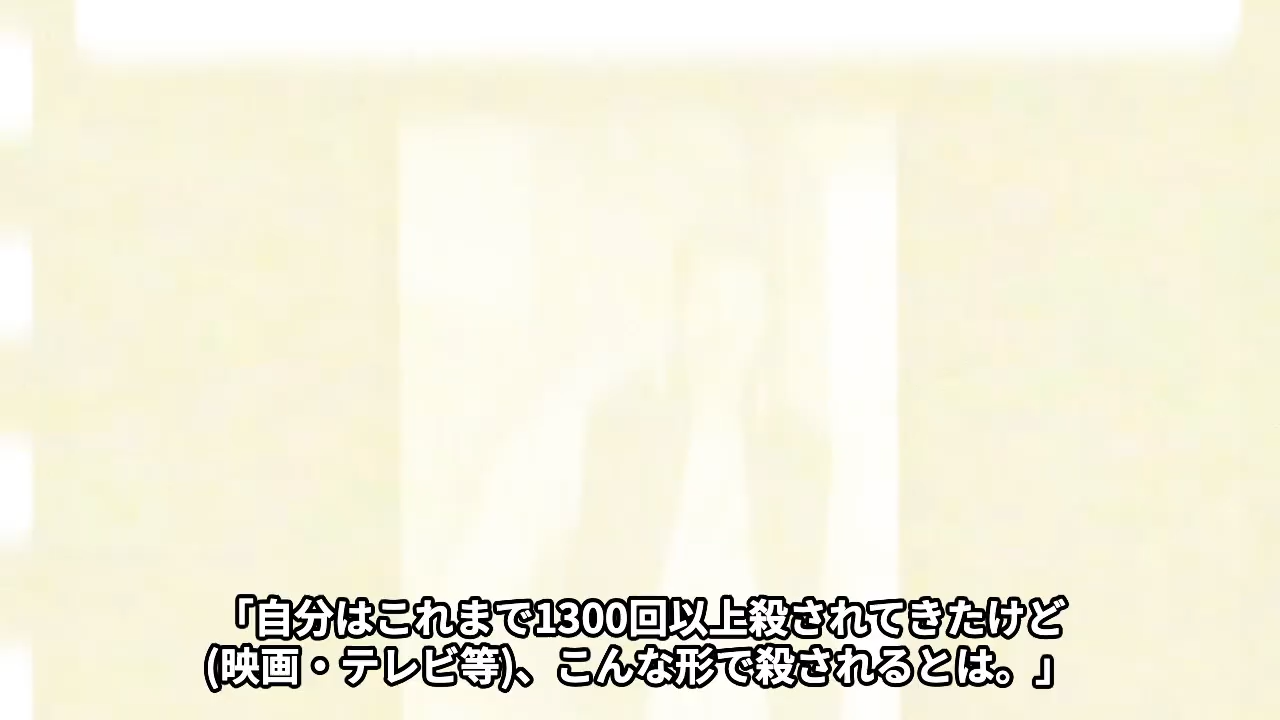 「自分はこれまで1300回以上殺されてきたけど
(映画・テレビ等)、こんな形で殺されるとは。」